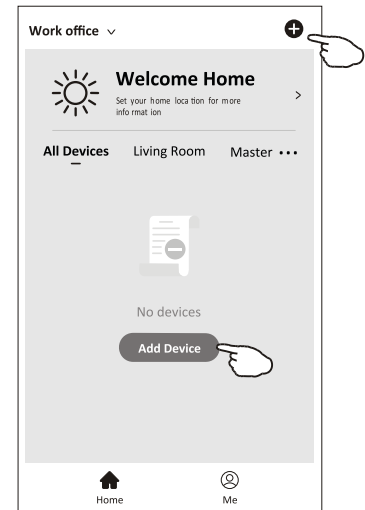 Work office
Welcome Home
Set your home loca tion for more
info rmat ion
All Devices Living Room Master
No devices
Add Device
Home Me